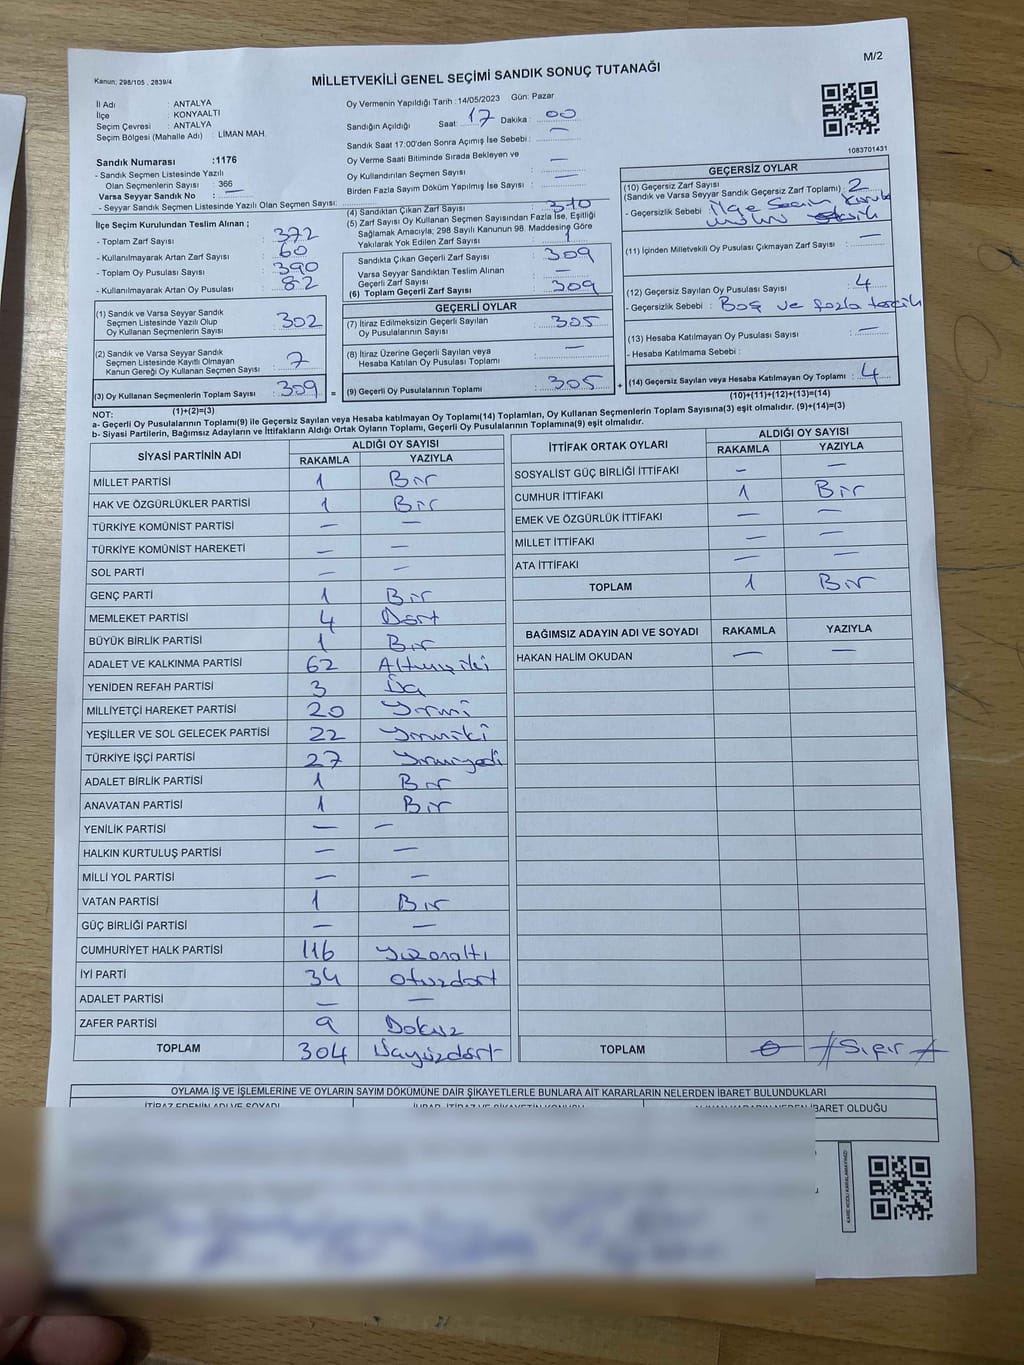 M/2
Kanun; 298/105 , 2839/4
MİLLETVEKİLİ GENEL SEÇİMİ SANDIK SONUÇ TUTANAĞI
İl Adı : ANTALYA
İlçe : KONYAALTI
Seçim Çevresi : ANTALYA
Seçim Bölgesi (Mahalle Adı) : LİMAN MAH.
Oy Vermenin Yapıldığı Tarih :14/05/2023 Gün: Pazar
Sandığın Açıldığı Saat: 17 Dakika : 00
Sandık Saat 17:00'den Sonra Açımış İse Sebebi : —
Oy Verme Saati Bitiminde Sırada Bekleyen ve
Oy Kullandırılan Seçmen Sayısı : —
Birden Fazla Sayım Döküm Yapılmış İse Sayısı : —
1083701431
Sandık Numarası :1176
- Sandık Seçmen Listesinde Yazılı
Olan Seçmenlerin Sayısı : 366
Varsa Seyyar Sandık No : —
- Seyyar Sandık Seçmen Listesinde Yazılı Olan Seçmen Sayısı:
İlçe Seçim Kurulundan Teslim Alınan ;
- Toplam Zarf Sayısı : 372
- Kullanılmayarak Artan Zarf Sayısı : 60
- Toplam Oy Pusulası Sayısı : 390
- Kullanılmayarak Artan Oy Pusulası : 82
(1) Sandık ve Varsa Seyyar Sandık
Seçmen Listesinde Yazılı Olup
Oy Kullanan Seçmenlerin Sayısı : 302
(2) Sandık ve Varsa Seyyar Sandık
Seçmen Listesinde Kayıtlı Olmayan
Kanun Gereği Oy Kullanan Seçmen Sayısı : 7
(3) Oy Kullanan Seçmenlerin Toplam Sayısı : 309 =
(4) Sandıktan Çıkan Zarf Sayısı : 310
(5) Zarf Sayısı Oy Kullanan Seçmen Sayısından Fazla İse, Eşitliği
Sağlamak Amacıyla; 298 Sayılı Kanunun 98. Maddesine Göre
Yakılarak Yok Edilen Zarf Sayısı : 1
Sandıkta Çıkan Geçerli Zarf Sayısı : 309
Varsa Seyyar Sandıktan Teslim Alınan
Geçerli Zarf Sayısı : —
(6) Toplam Geçerli Zarf Sayısı : 309
GEÇERLİ OYLAR
(7) İtiraz Edilmeksizin Geçerli Sayılan
Oy Pusulalarının Sayısı : 305
(8) İtiraz Üzerine Geçerli Sayılan veya
Hesaba Katılan Oy Pusulası Toplamı : —
(9) Geçerli Oy Pusulalarının Toplamı : 305 +
GEÇERSİZ OYLAR
(10) Geçersiz Zarf Sayısı
(Sandık ve Varsa Seyyar Sandık Geçersiz Zarf Toplamı) : 2
- Geçersizlik Sebebi : İlçe Seçim Kurulu
(11) İçinden Milletvekili Oy Pusulası Çıkmayan Zarf Sayısı : —
(12) Geçersiz Sayılan Oy Pusulası Sayısı : 4
- Geçersizlik Sebebi : Boş ve fazla tercih
(13) Hesaba Katılmayan Oy Pusulası Sayısı : —
- Hesaba Katılmama Sebebi :
(14) Geçersiz Sayılan veya Hesaba Katılmayan Oy Toplamı : 4
(10)+(11)+(12)+(13)=(14)
NOT: (1)+(2)=(3)
a- Geçerli Oy Pusulalarının Toplamı(9) ile Geçersiz Sayılan veya Hesaba katılmayan Oy Toplamı(14) Toplamları, Oy Kullanan Seçmenlerin Toplam Sayısına(3) eşit olmalıdır. (9)+(14)=(3)
b- Siyasi Partilerin, Bağımsız Adayların ve İttifakların Aldığı Ortak Oyların Toplamı, Geçerli Oy Pusulalarının Toplamına(9) eşit olmalıdır.
SİYASİ PARTİNİN ADI ALDIĞI OY SAYISI
RAKAMLA YAZIYLA
MİLLET PARTİSİ 1 Bir
HAK VE ÖZGÜRLÜKLER PARTİSİ 1 Bir
TÜRKİYE KOMÜNİST PARTİSİ — —
TÜRKİYE KOMÜNİST HAREKETİ — —
SOL PARTİ — —
GENÇ PARTİ 1 Bir
MEMLEKET PARTİSİ 4 Dört
BÜYÜK BİRLİK PARTİSİ 1 Bir
ADALET VE KALKINMA PARTİSİ 62 Altmışiki
YENİDEN REFAH PARTİSİ 3 Üç
MİLLİYETÇİ HAREKET PARTİSİ 20 Yirmi
YEŞİLLER VE SOL GELECEK PARTİSİ 22 Yirmiiki
TÜRKİYE İŞÇİ PARTİSİ 27 Yirmiyedi
ADALET BİRLİK PARTİSİ 1 Bir
ANAVATAN PARTİSİ 1 Bir
YENİLİK PARTİSİ — —
HALKIN KURTULUŞ PARTİSİ — —
MİLLİ YOL PARTİSİ — —
VATAN PARTİSİ 1 Bir
GÜÇ BİRLİĞİ PARTİSİ — —
CUMHURİYET HALK PARTİSİ 116 Yüzonaltı
İYİ PARTİ 34 Otuzdört
ADALET PARTİSİ — —
ZAFER PARTİSİ 9 Dokuz
TOPLAM 304 Üçyüzdört
İTTİFAK ORTAK OYLARI ALDIĞI OY SAYISI
RAKAMLA YAZIYLA
SOSYALİST GÜÇ BİRLİĞİ İTTİFAKI — —
CUMHUR İTTİFAKI 1 Bir
EMEK VE ÖZGÜRLÜK İTTİFAKI — —
MİLLET İTTİFAKI — —
ATA İTTİFAKI — —
TOPLAM 1 Bir
BAĞIMSIZ ADAYIN ADI VE SOYADI RAKAMLA YAZIYLA
HAKAN HALİM OKUDAN — —
TOPLAM 0 Sıfır
OYLAMA İŞ VE İŞLEMLERİNE VE OYLARIN SAYIM DÖKÜMÜNE DAİR ŞİKAYETLERLE BUNLARA AİT KARARLARIN NELERDEN İBARET BULUNDUKLARI
İTİRAZ EDENİN ADI VE SOYADI
İBARET OLDUĞU